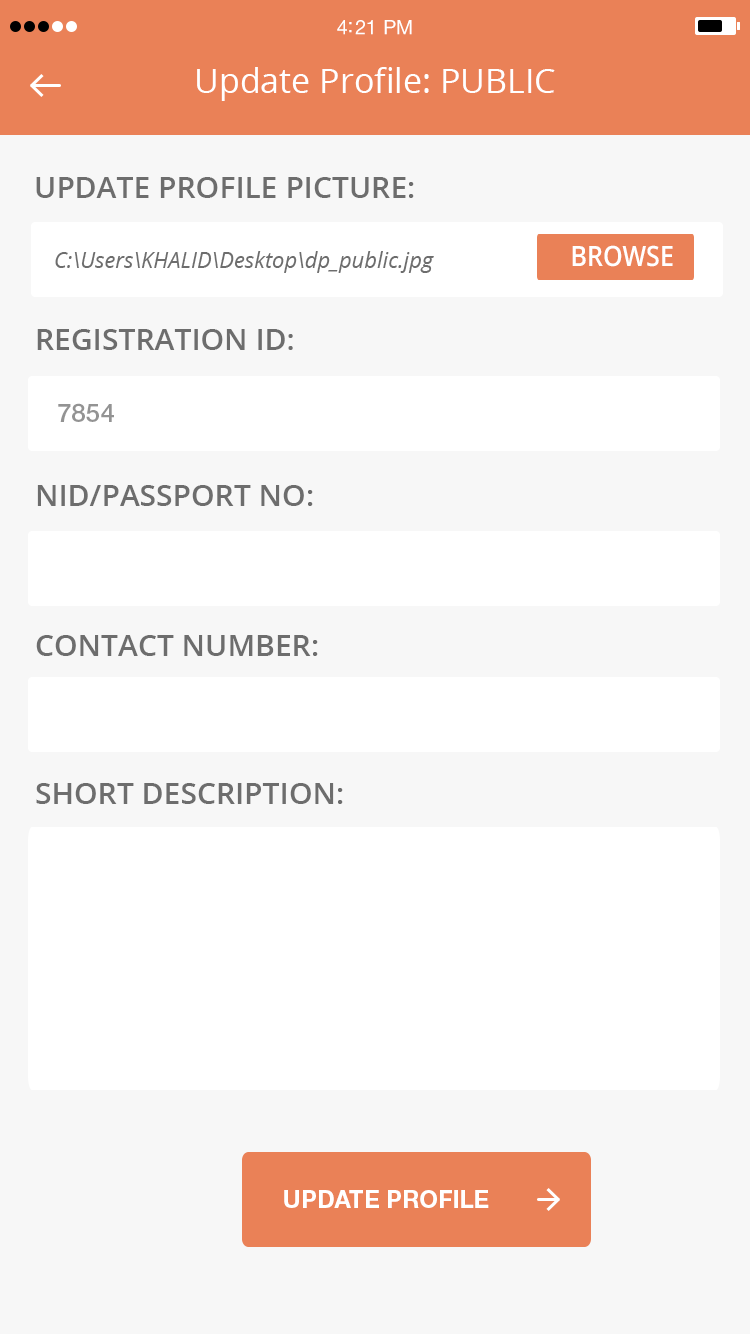 4:21 PM
Update Profile: PUBLIC
UPDATE PROFILE PICTURE:
C:\Users\KHALID\Desktop\dp_public.jpg
BROWSE
REGISTRATION ID:
7854
NID/PASSPORT NO:
CONTACT NUMBER:
SHORT DESCRIPTION:
UPDATE PROFILE